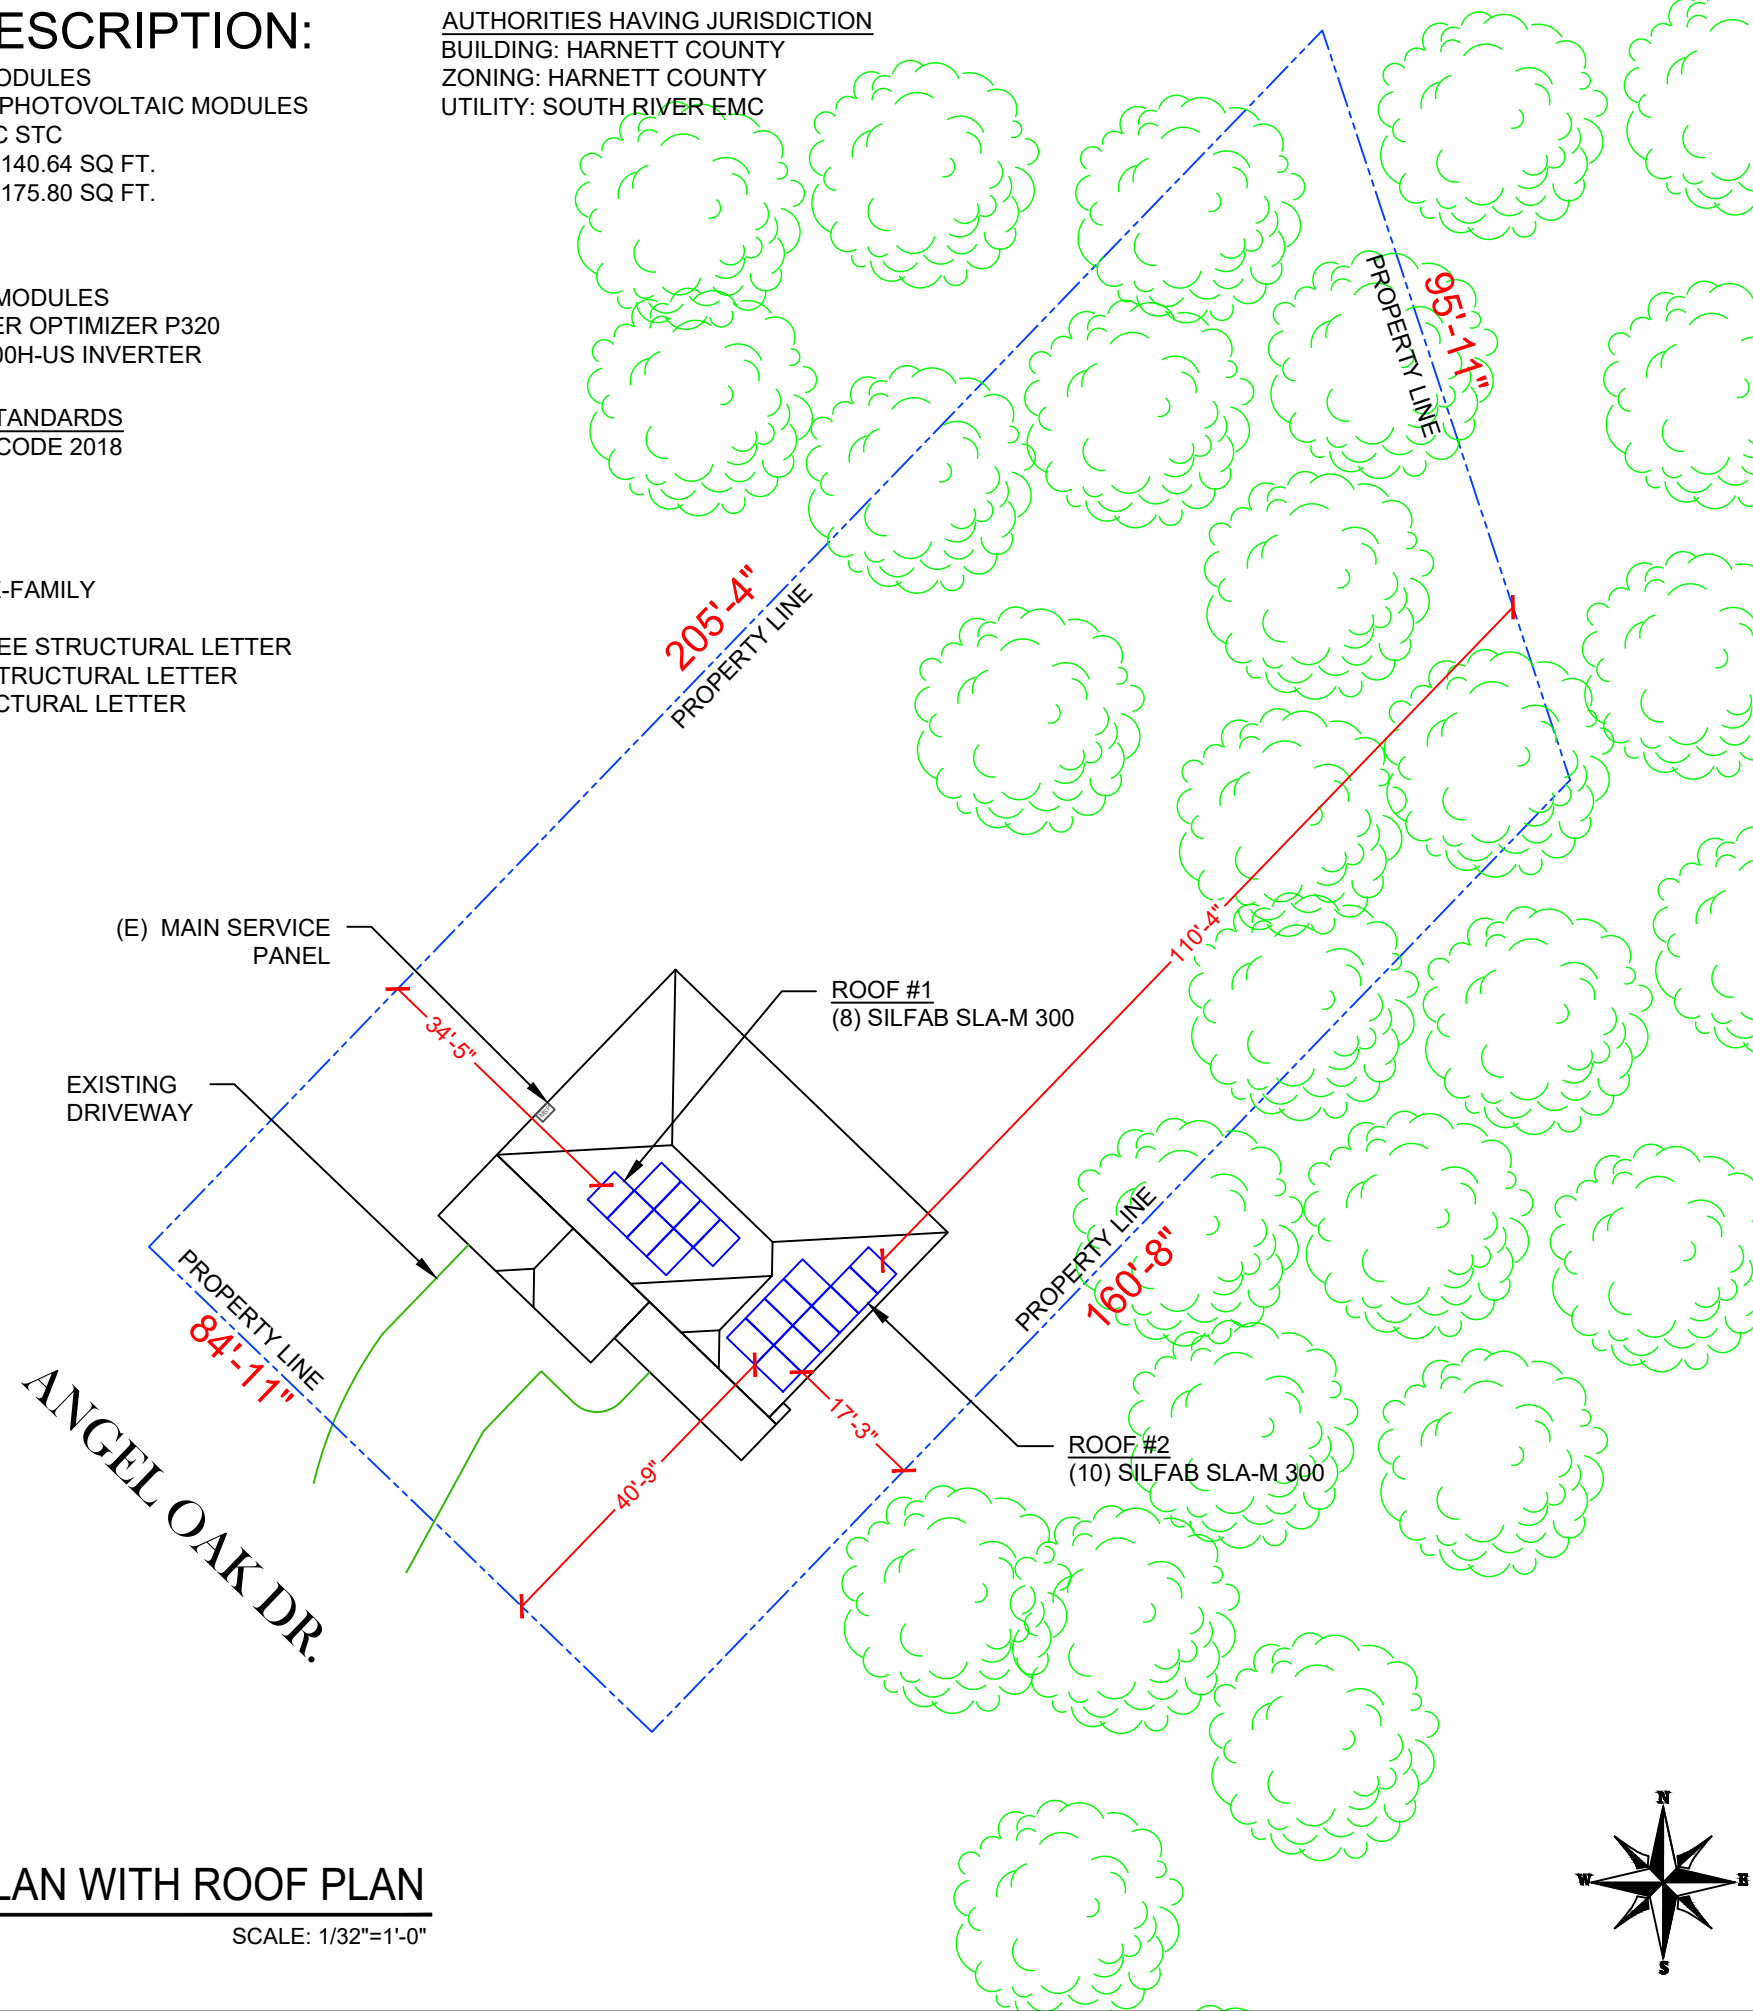 ESCRIPTION:
ODULES
PHOTOVOLTAIC MODULES
C STC
140.64 SQ FT.
175.80 SQ FT.
MODULES
ER OPTIMIZER P320
00H-US INVERTER
TANDARDS
CODE 2018
E-FAMILY
EE STRUCTURAL LETTER
TRUCTURAL LETTER
CTURAL LETTER
AUTHORITIES HAVING JURISDICTION
BUILDING: HARNETT COUNTY
ZONING: HARNETT COUNTY
UTILITY: SOUTH RIVER EMC
PROPERTY LINE
95'-11"
205'-4"
PROPERTY LINE
110'-4"
(E) MAIN SERVICE
PANEL
34'-5"
ROOF #1
(8) SILFAB SLA-M 300
EXISTING
DRIVEWAY
PROPERTY LINE
160'-8"
PROPERTY LINE
84'-11"
17'-3"
40'-9"
ROOF #2
(10) SILFAB SLA-M 300
ANGEL OAK DR.
N
W
E
S
LAN WITH ROOF PLAN
SCALE: 1/32"=1'-0"